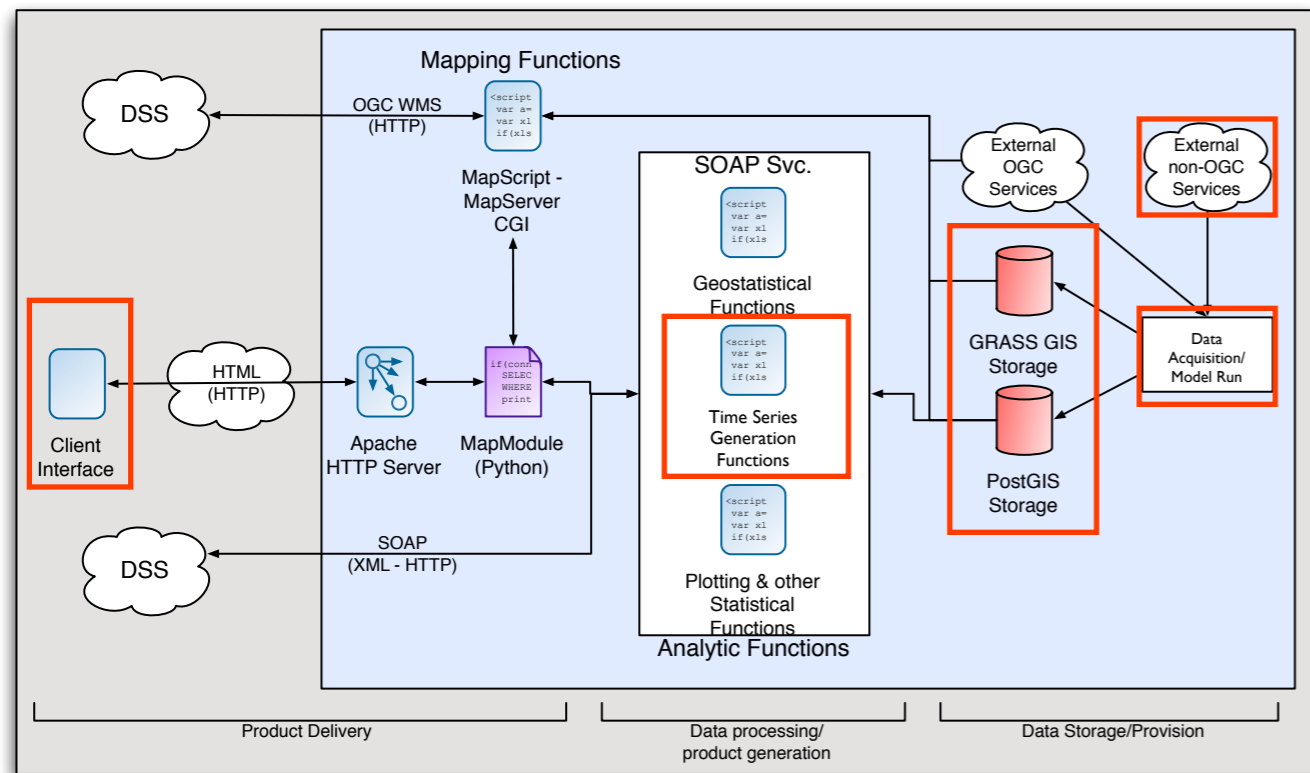 Mapping Functions
<script
var a=
var xl
if(xls
DSS
OGC WMS
(HTTP)
MapScript -
MapServer
CGI
External
OGC
Services
External
non-OGC
Services
SOAP Svc.
<script
var a=
var xl
if(xls
Geostatistical
Functions
<script
var a=
var xl
if(xls
Time Series
Generation
Functions
<script
var a=
var xl
if(xls
Plotting & other
Statistical
Functions
Analytic Functions
GRASS GIS
Storage
PostGIS
Storage
Data
Acquisition/
Model Run
Client
Interface
HTML
(HTTP)
Apache
HTTP Server
if(conn
SELEC
WHERE
print
MapModule
(Python)
DSS
SOAP
(XML - HTTP)
Product Delivery
Data processing/
product generation
Data Storage/Provision